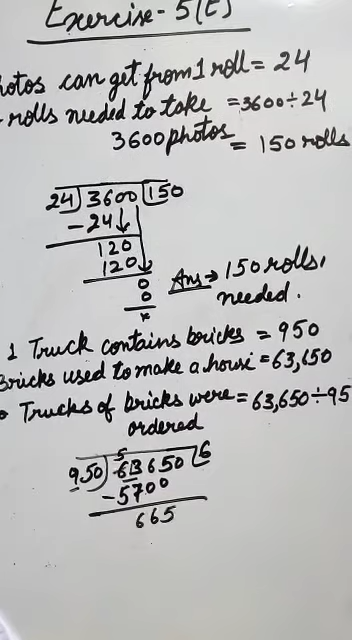 Exercise - 5(E)
hotos can get from 1 roll = 24
rolls needed to take = 3600÷24
3600 photos = 150 rolls
24) 3600 (150
- 24
120
120
0
0
x
Ans → 150 rolls,
needed.
1 Truck contains bricks = 950
Bricks used to make a house = 63,650
Trucks of bricks were = 63,650÷95
ordered
5
950) 63650 (6
- 5700
665